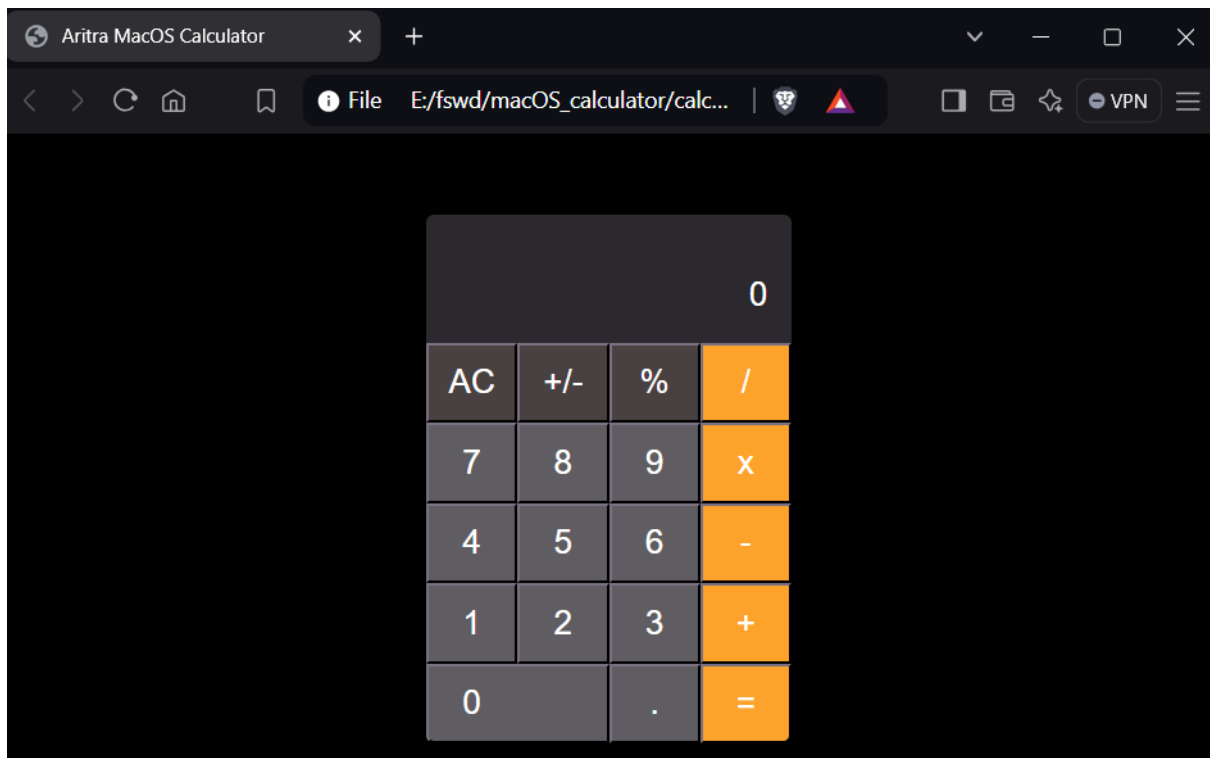 Aritra MacOS Calculator
File E:/fswd/macOS_calculator/calc... VPN
0
AC +/- % /
7 8 9 x
4 5 6 -
1 2 3 +
0 . =